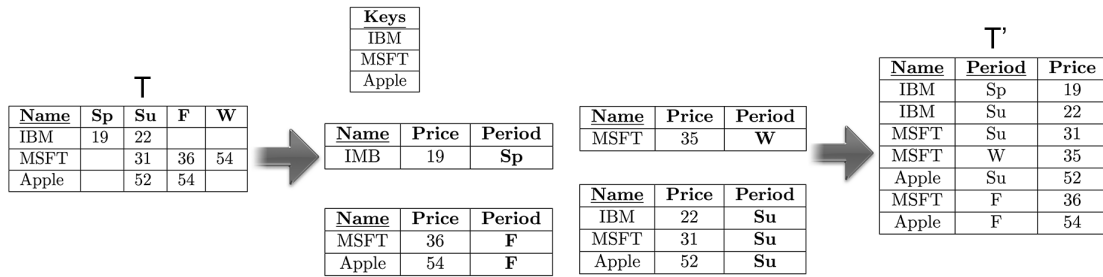 T
Name Sp Su F W
IBM 19 22
MSFT 31 36 54
Apple 52 54
Keys
IBM
MSFT
Apple
Name Price Period
IMB 19 Sp
Name Price Period
MSFT 36 F
Apple 54 F
Name Price Period
MSFT 35 W
Name Price Period
IBM 22 Su
MSFT 31 Su
Apple 52 Su
T’
Name Period Price
IBM Sp 19
IBM Su 22
MSFT Su 31
MSFT W 35
Apple Su 52
MSFT F 36
Apple F 54